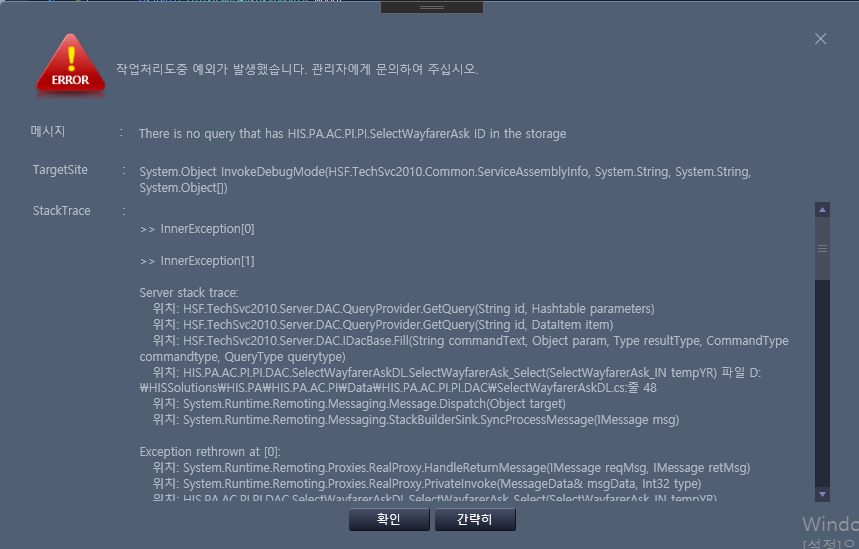 ERROR
작업처리도중 예외가 발생했습니다. 관리자에게 문의하여 주십시오.
메시지 : There is no query that has HIS.PA.AC.PI.PI.SelectWayfarerAsk ID in the storage
TargetSite : System.Object InvokeDebugMode(HSF.TechSvc2010.Common.ServiceAssemblyInfo, System.String, System.String,
System.Object[])
StackTrace :
>> InnerException[0]
>> InnerException[1]
Server stack trace:
위치: HSF.TechSvc2010.Server.DAC.QueryProvider.GetQuery(String id, Hashtable parameters)
위치: HSF.TechSvc2010.Server.DAC.QueryProvider.GetQuery(String id, DataItem item)
위치: HSF.TechSvc2010.Server.DAC.IDacBase.Fill(String commandText, Object param, Type resultType, CommandType
commandtype, QueryType querytype)
위치: HIS.PA.AC.PI.PI.DAC.SelectWayfarerAskDL.SelectWayfarerAsk_Select(SelectWayfarerAsk_IN tempYR) 파일 D:
₩HISSolutions₩HIS.PA₩HIS.PA.AC.PI₩Data₩HIS.PA.AC.PI.PI.DAC₩SelectWayfarerAskDL.cs:줄 48
위치: System.Runtime.Remoting.Messaging.Message.Dispatch(Object target)
위치: System.Runtime.Remoting.Messaging.StackBuilderSink.SyncProcessMessage(IMessage msg)
Exception rethrown at [0]:
위치: System.Runtime.Remoting.Proxies.RealProxy.HandleReturnMessage(IMessage reqMsg, IMessage retMsg)
위치: System.Runtime.Remoting.Proxies.RealProxy.PrivateInvoke(MessageData& msgData, Int32 type)
위치: HIS.PA.AC.PI.PI.DAC.SelectWayfarerAskDL.SelectWayfarerAsk_Select(SelectWayfarerAsk_IN tempYR)
확인
간략히
Windo
[설정]으